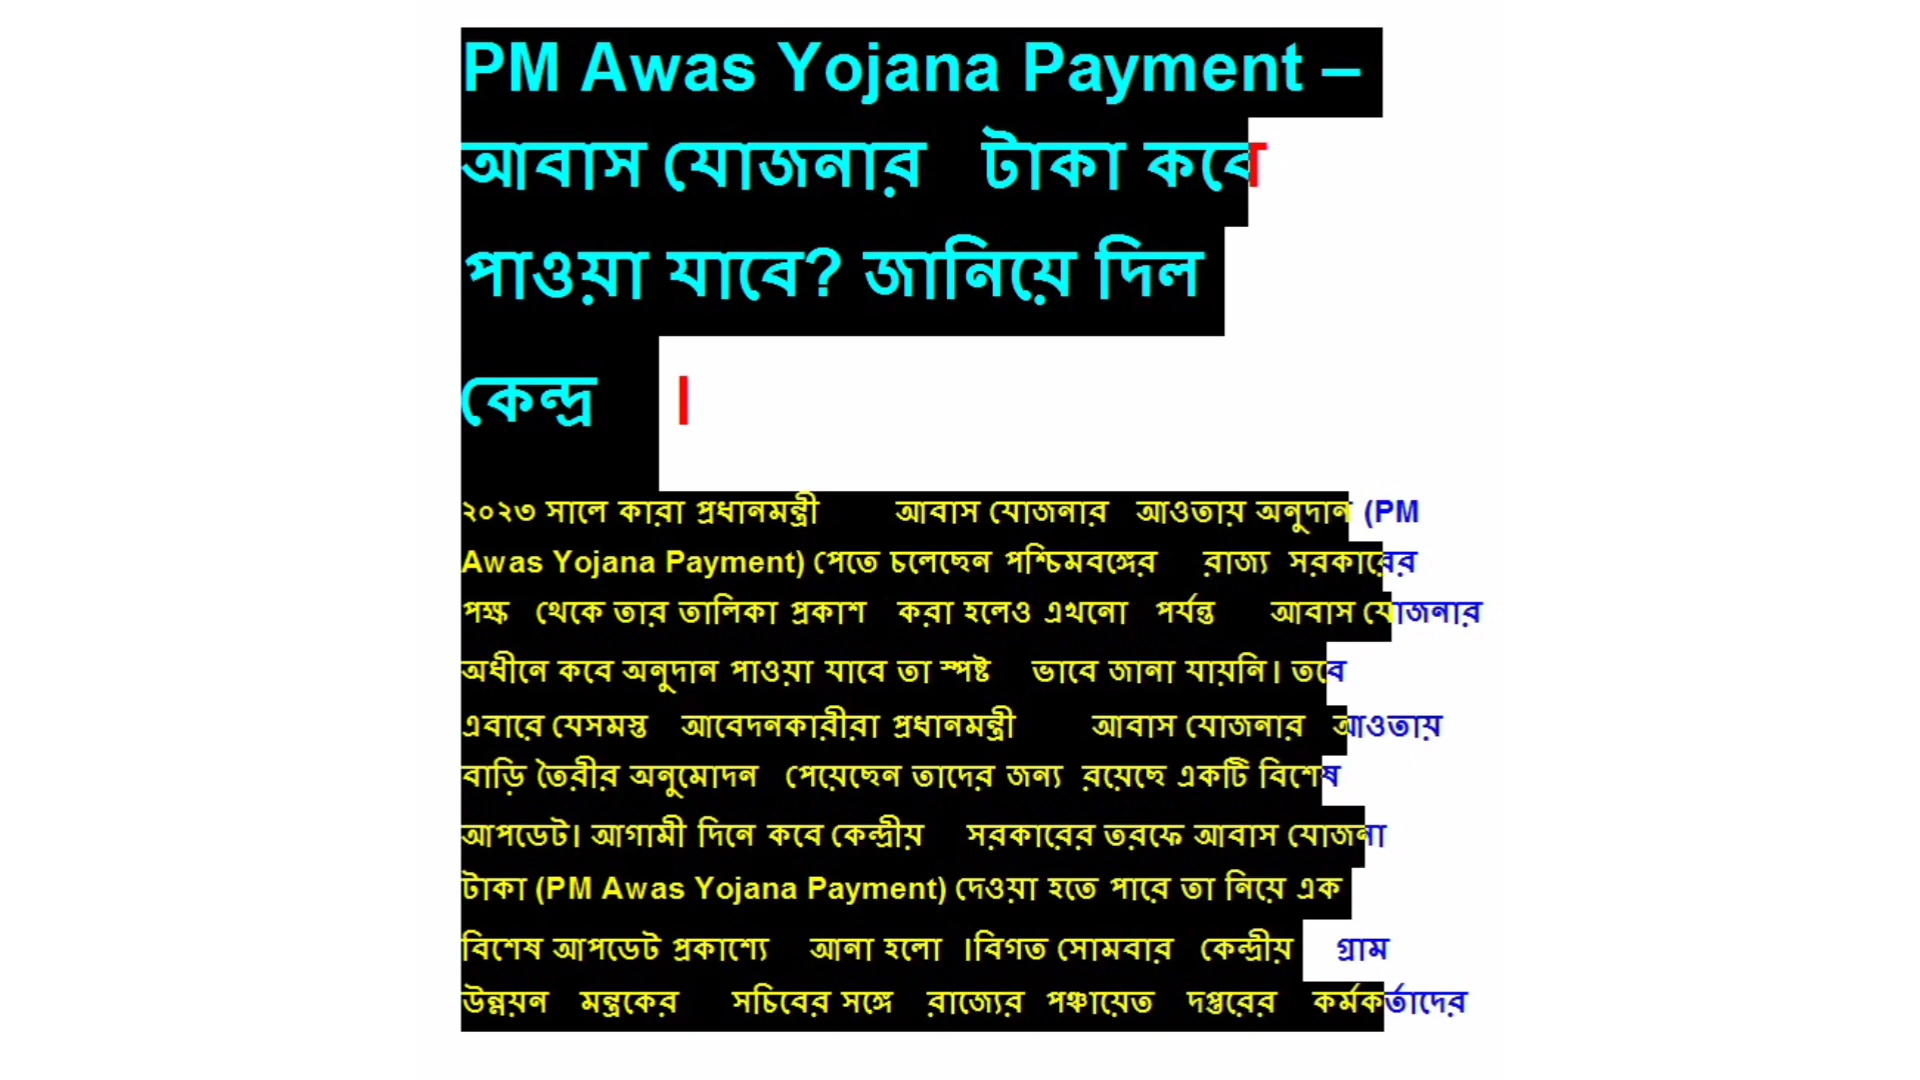 PM Awas Yojana Payment –
আবাস যোজনার টাকা কবে
পাওয়া যাবে? জানিয়ে দিল
কেন্দ্র ।
২০২৩ সালে কারা প্রধানমন্ত্রী আবাস যোজনার আওতায় অনুদান (PM
Awas Yojana Payment) পেতে চলেছেন পশ্চিমবঙ্গের রাজ্য সরকারের
পক্ষ থেকে তার তালিকা প্রকাশ করা হলেও এখনো পর্যন্ত আবাস যোজনার
অধীনে কবে অনুদান পাওয়া যাবে তা স্পষ্ট ভাবে জানা যায়নি। তবে
এবারে যেসমস্ত আবেদনকারীরা প্রধানমন্ত্রী আবাস যোজনার আওতায়
বাড়ি তৈরীর অনুমোদন পেয়েছেন তাদের জন্য রয়েছে একটি বিশেষ
আপডেট। আগামী দিনে কবে কেন্দ্রীয় সরকারের তরফে আবাস যোজনা
টাকা (PM Awas Yojana Payment) দেওয়া হতে পারে তা নিয়ে এক
বিশেষ আপডেট প্রকাশ্যে আনা হলো ।বিগত সোমবার কেন্দ্রীয় গ্রাম
উন্নয়ন মন্ত্রকের সচিবের সঙ্গে রাজ্যের পঞ্চায়েত দপ্তরের কর্মকর্তাদের